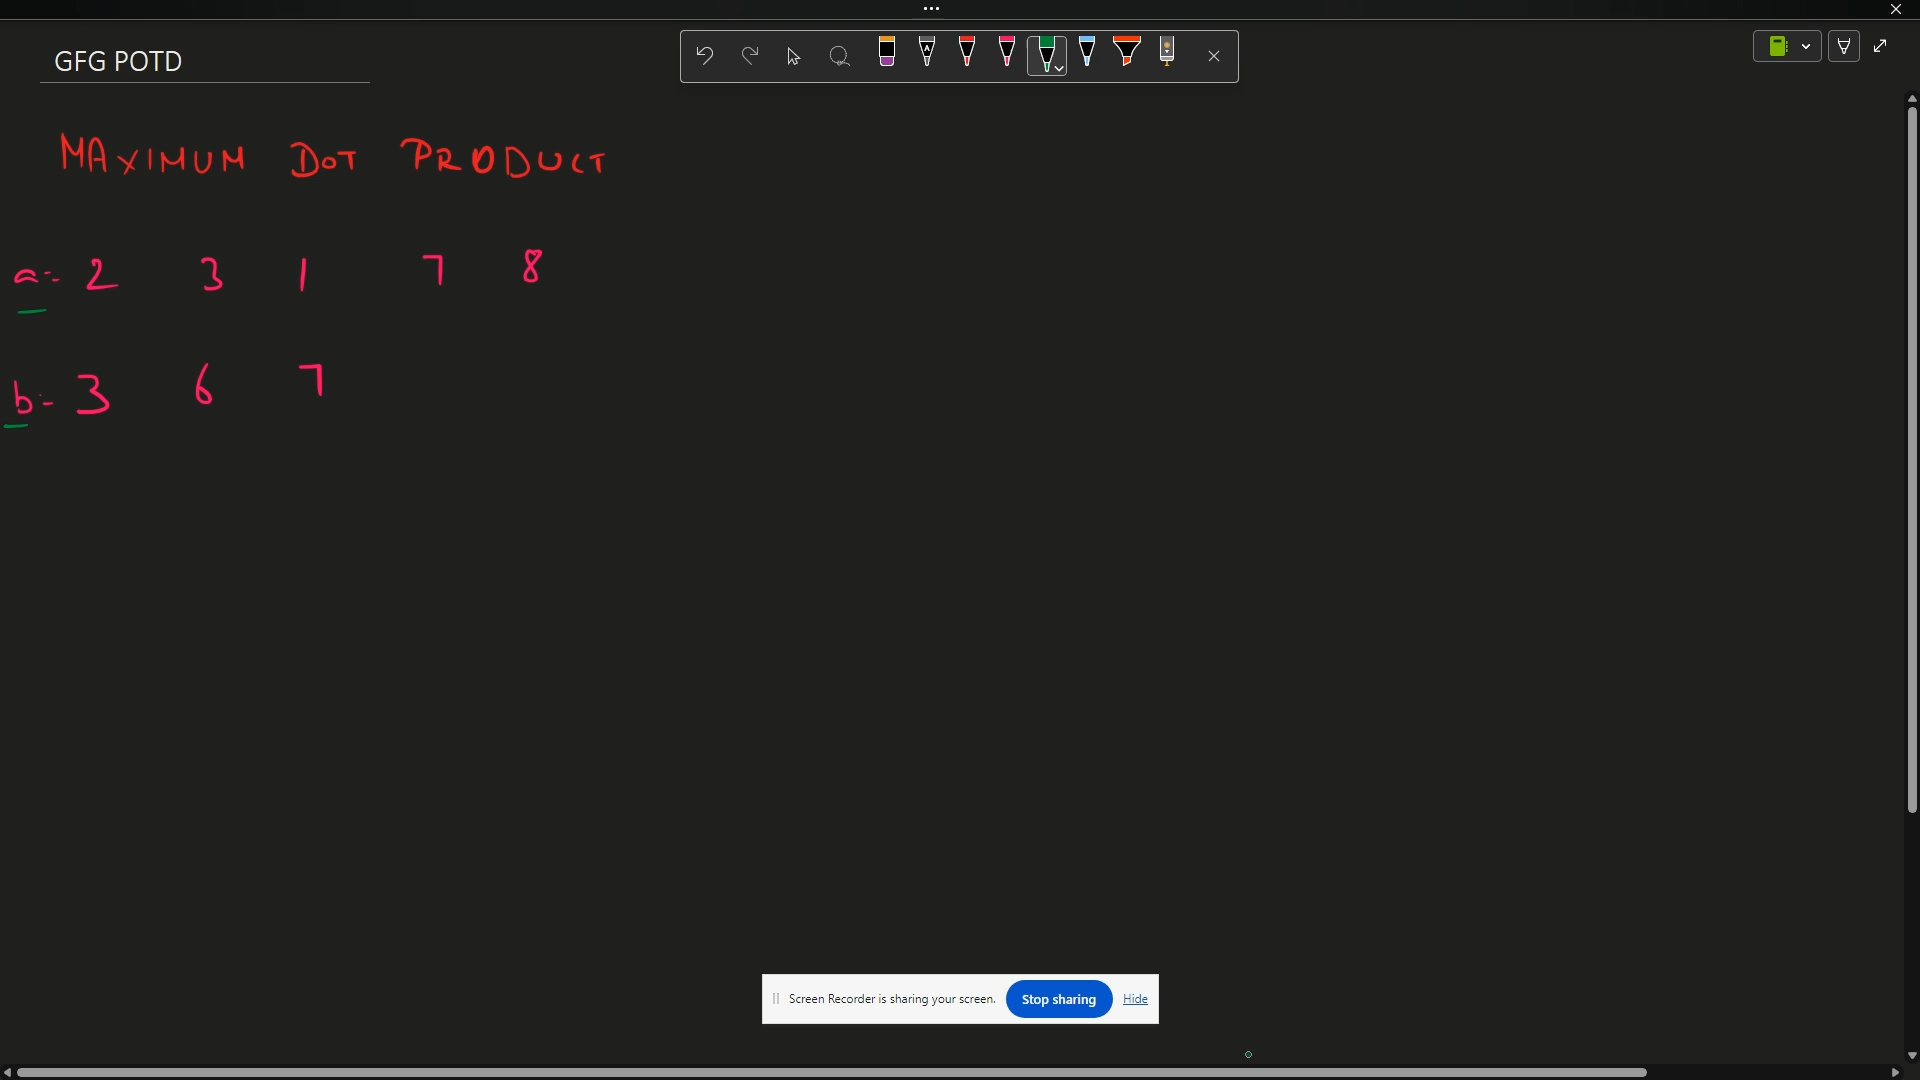 GFG POTD
MAXIMUM DOT PRODUCT
a = 2 3 1 7 8
b = 3 6 7
Screen Recorder is sharing your screen. Stop sharing Hide